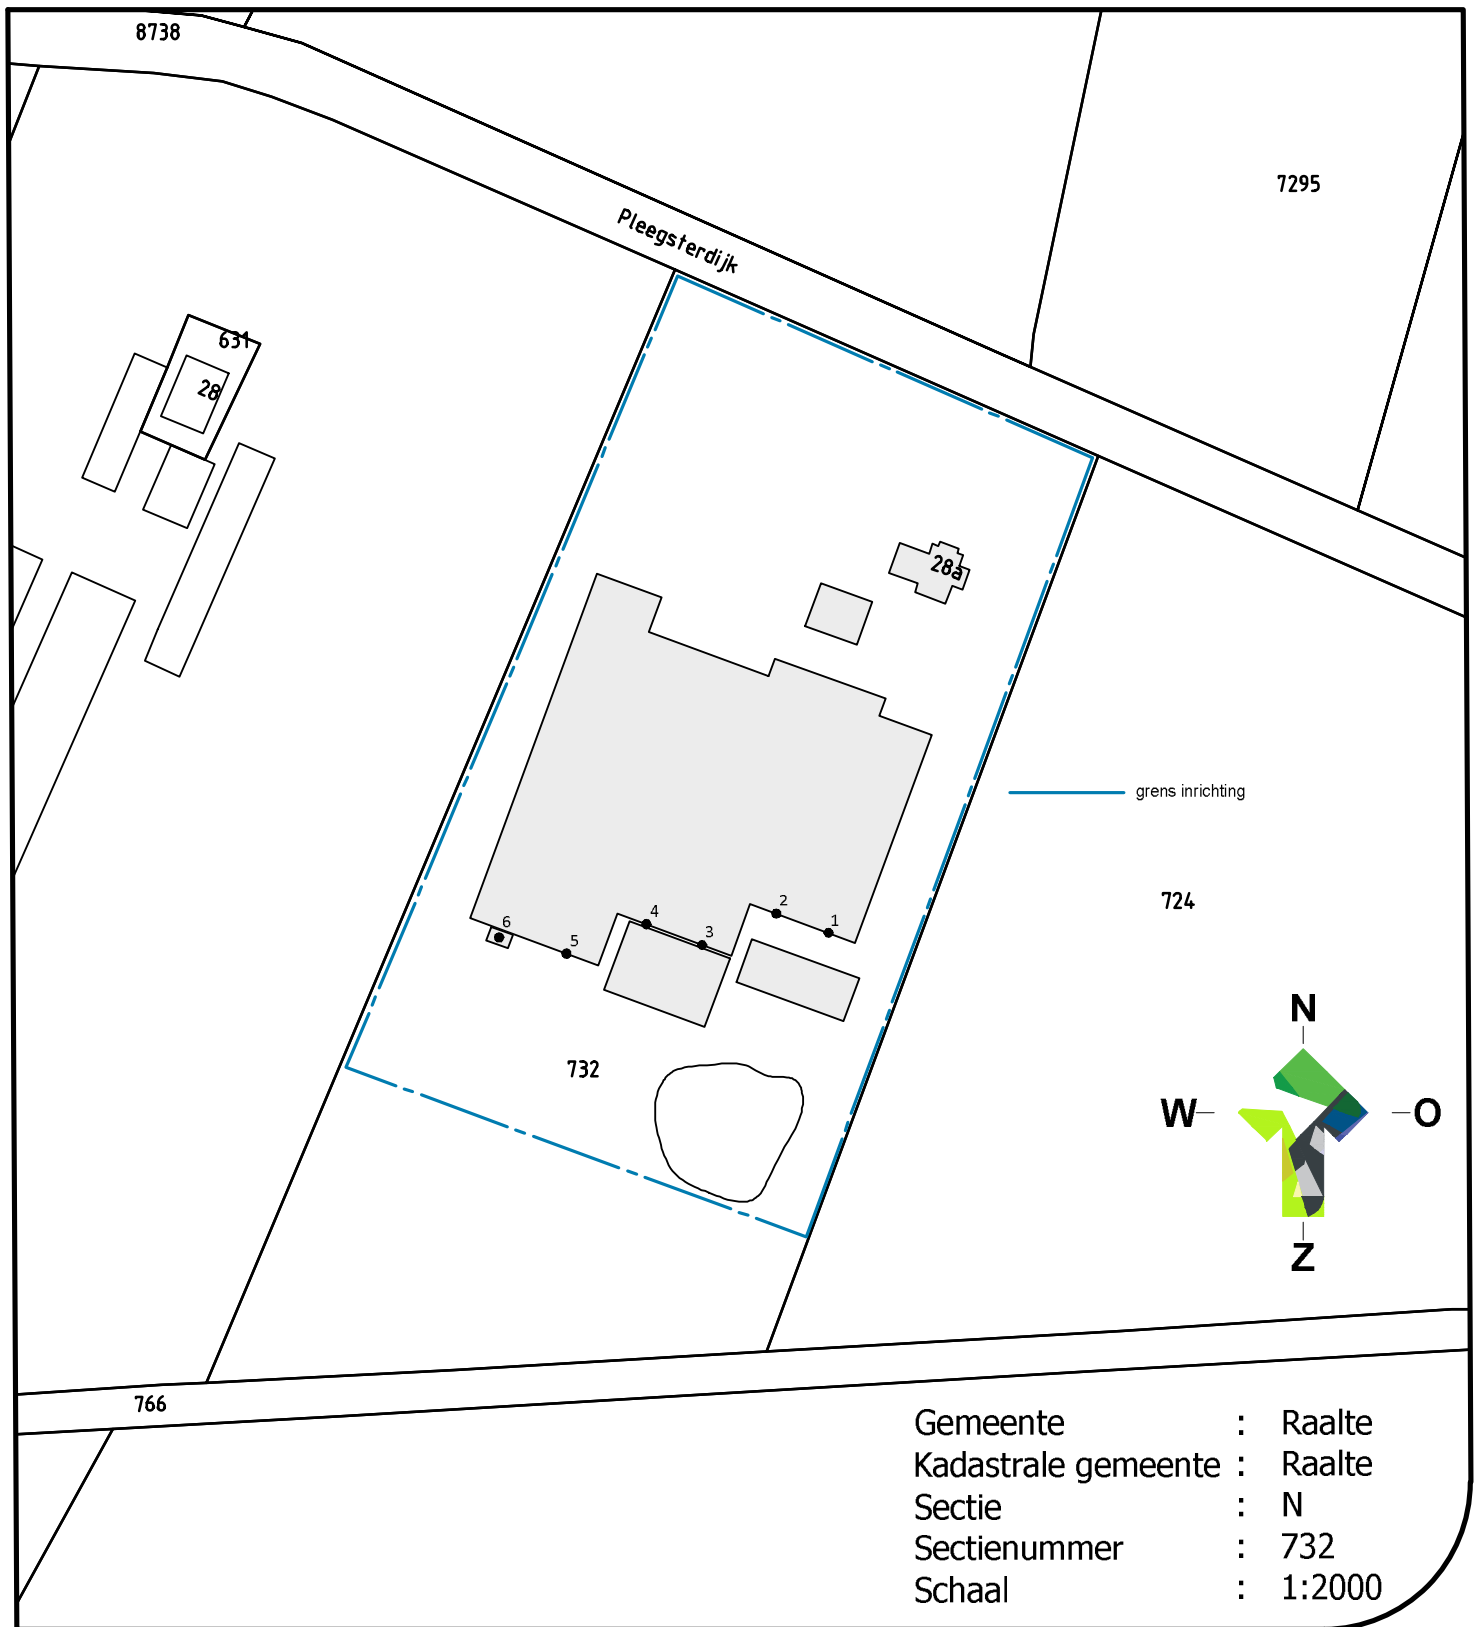 8738
7295
Pleegsterdijk
631
28
28a
grens inrichting
724
2
1
4
3
6
5
732
N
W
O
Z
766
Gemeente : Raalte
Kadastrale gemeente : Raalte
Sectie : N
Sectienummer : 732
Schaal : 1:2000